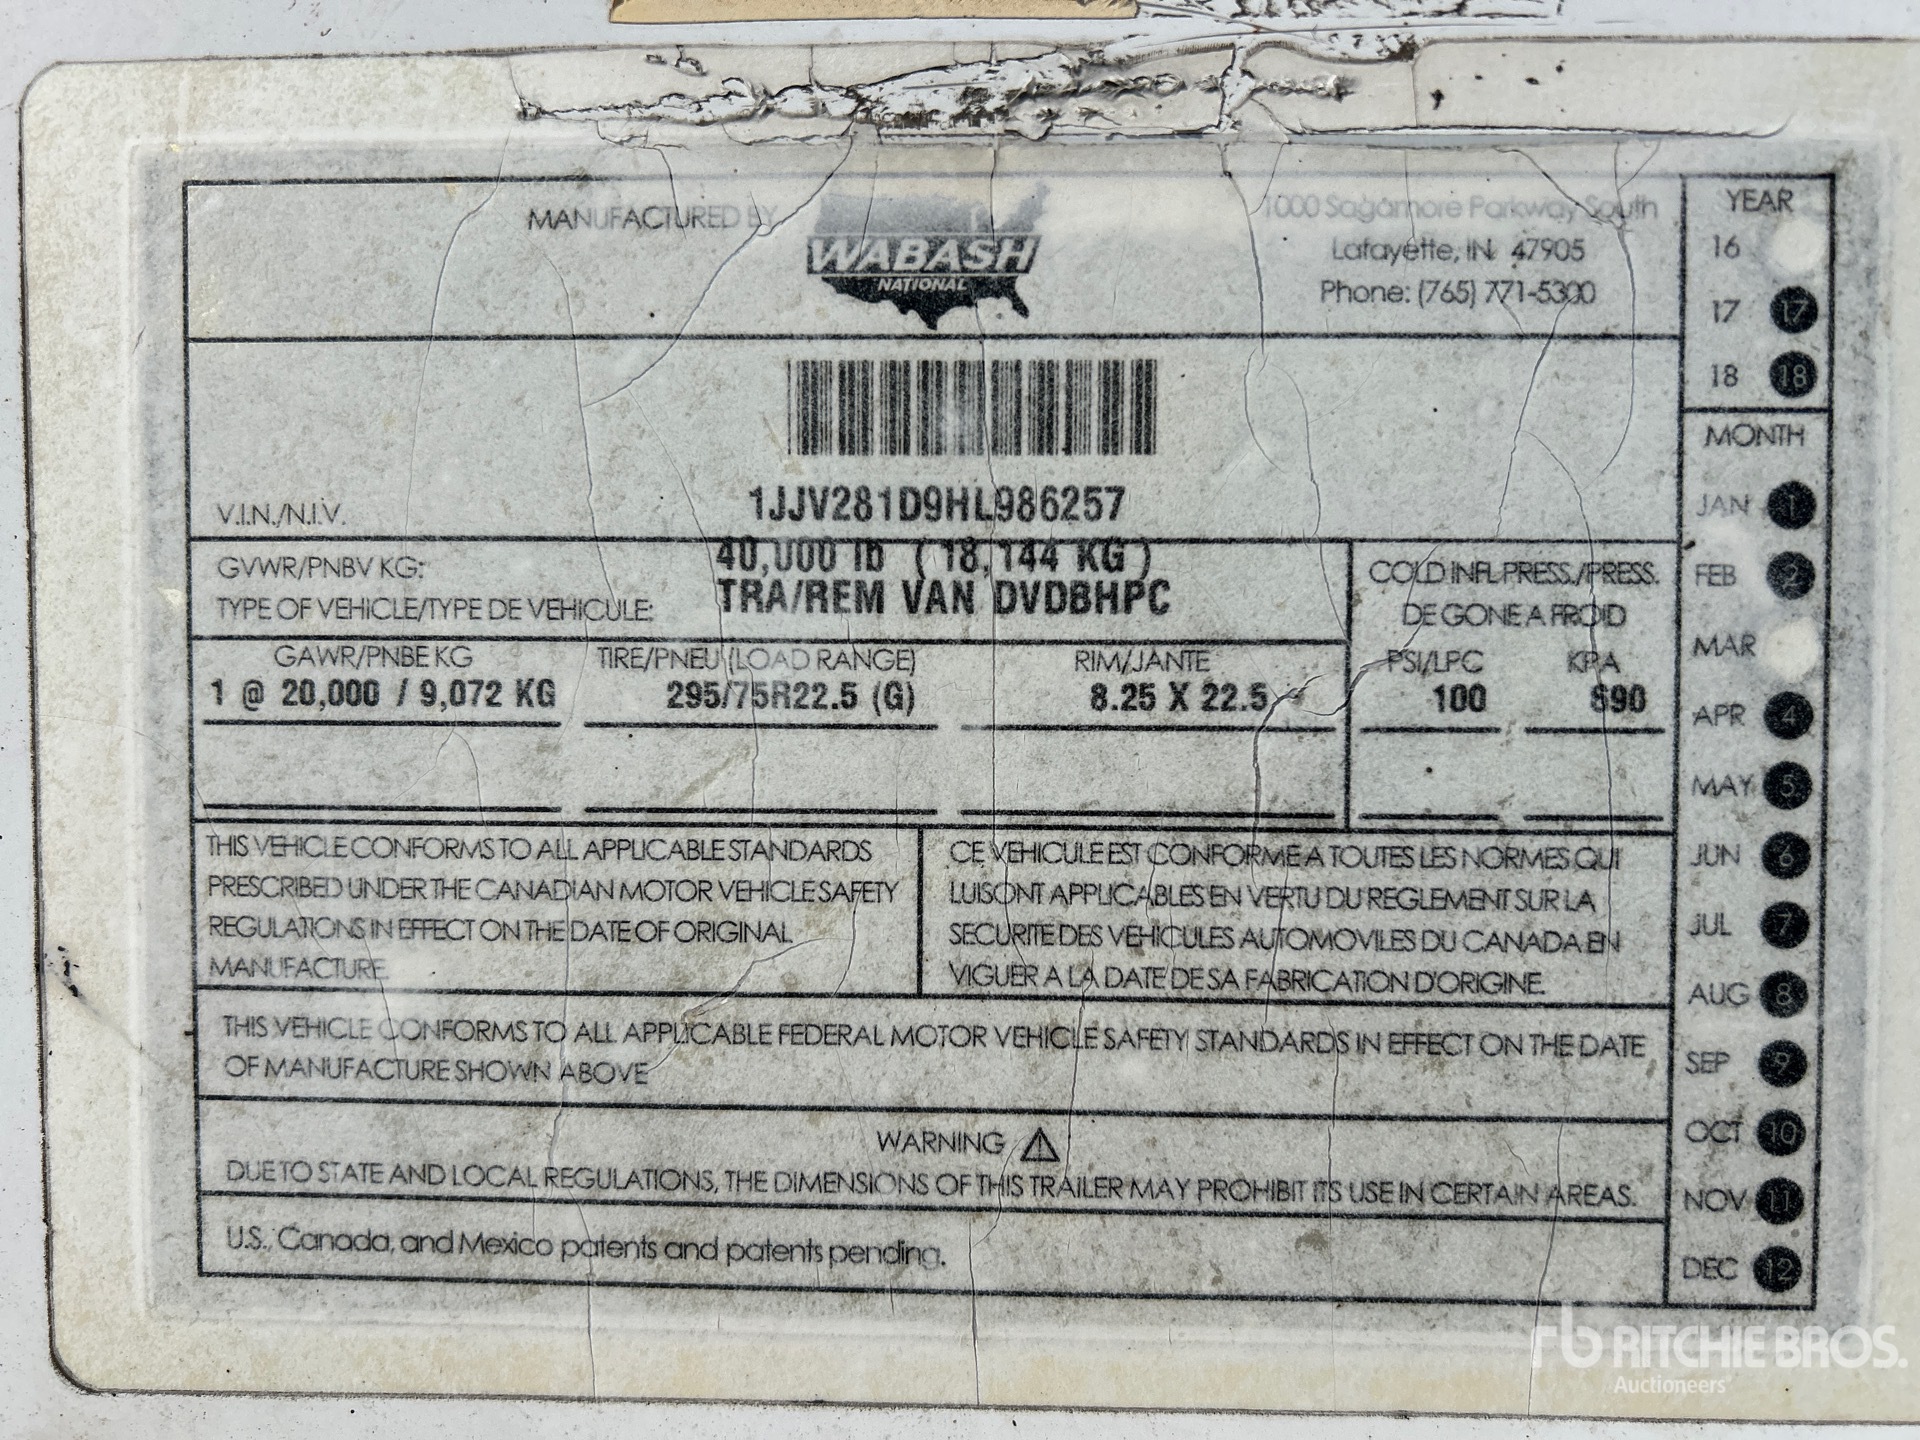 MANUFACTURED BY
WABASH
NATIONAL
1000 Sagamore Parkway South
Lafayette, IN 47905
Phone: (765) 771-5300
V.I.N./N.I.V.
1JJV281D9HL986257
GVWR/PNBV KG:
40,000 lb ( 18,144 KG )
TYPE OF VEHICLE/TYPE DE VEHICULE:
TRA/REM VAN DVDBHPC
COLD INFL PRESS./PRESS.
DE GONE A FROID
GAWR/PNBE KG
TIRE/PNEU (LOAD RANGE)
RIM/JANTE
PSI/LPC
KPA
1 @ 20,000 / 9,072 KG
295/75R22.5 (G)
8.25 X 22.5
100
690
THIS VEHICLE CONFORMS TO ALL APPLICABLE STANDARDS
PRESCRIBED UNDER THE CANADIAN MOTOR VEHICLE SAFETY
REGULATIONS IN EFFECT ON THE DATE OF ORIGINAL
MANUFACTURE
CE VEHICULE EST CONFORME A TOUTES LES NORMES QUI
LUI SONT APPLICABLES EN VERTU DU REGLEMENT SUR LA
SECURITE DES VEHICULES AUTOMOVILES DU CANADA EN
VIGUER A LA DATE DE SA FABRICATION D'ORIGINE.
THIS VEHICLE CONFORMS TO ALL APPLICABLE FEDERAL MOTOR VEHICLE SAFETY STANDARDS IN EFFECT ON THE DATE
OF MANUFACTURE SHOWN ABOVE
WARNING
DUE TO STATE AND LOCAL REGULATIONS, THE DIMENSIONS OF THIS TRAILER MAY PROHIBIT ITS USE IN CERTAIN AREAS.
U.S., Canada, and Mexico patents and patents pending.
YEAR
16
17 17
18 18
MONTH
JAN 1
FEB 2
MAR
APR 4
MAY 5
JUN 6
JUL 7
AUG 8
SEP 9
OCT 10
NOV 11
DEC 12
rb RITCHIE BROS.
Auctioneers